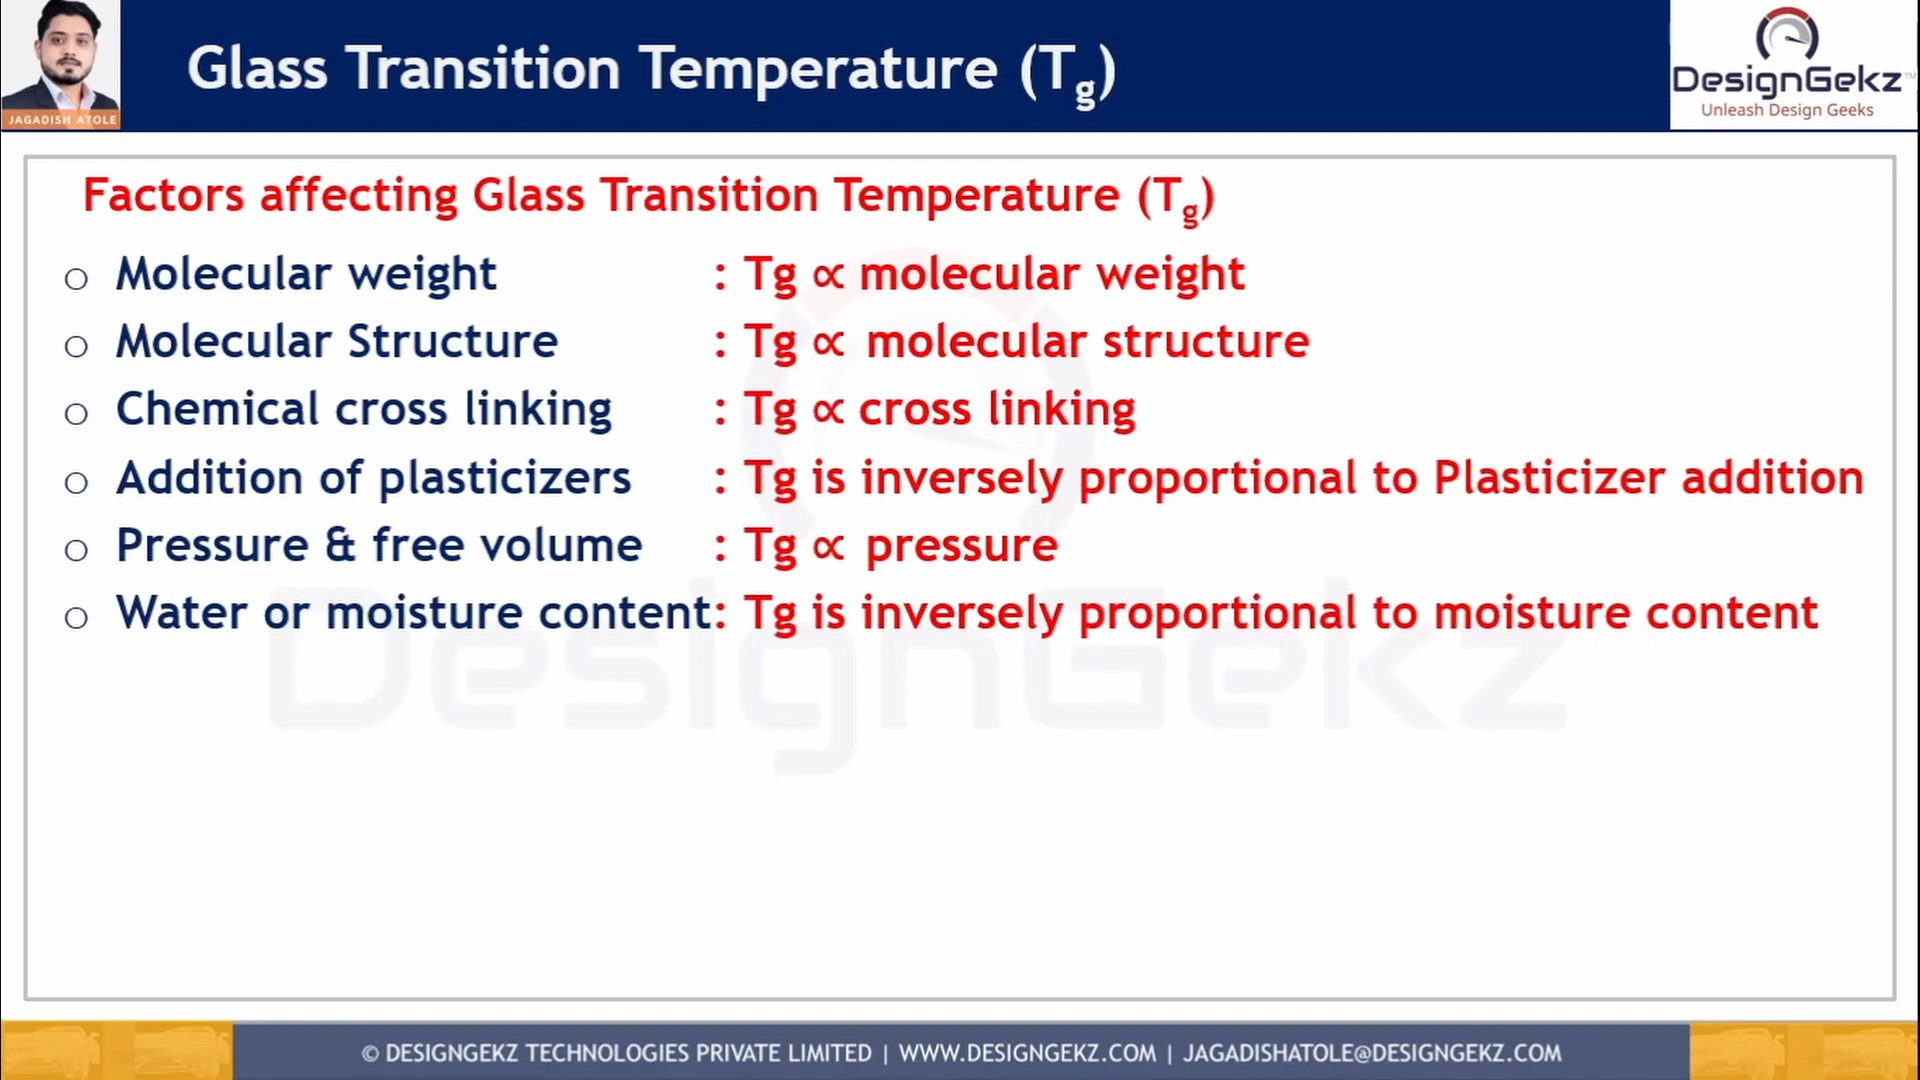 JAGADISH ATOLE
Glass Transition Temperature (Tg)
DesignGekz™
Unleash Design Geeks
Factors affecting Glass Transition Temperature (Tg)
○ Molecular weight : Tg ∝ molecular weight
○ Molecular Structure : Tg ∝ molecular structure
○ Chemical cross linking : Tg ∝ cross linking
○ Addition of plasticizers : Tg is inversely proportional to Plasticizer addition
○ Pressure & free volume : Tg ∝ pressure
○ Water or moisture content: Tg is inversely proportional to moisture content
DesignGekz
© DESIGNGEKZ TECHNOLOGIES PRIVATE LIMITED | WWW.DESIGNGEKZ.COM | JAGADISHATOLE@DESIGNGEKZ.COM